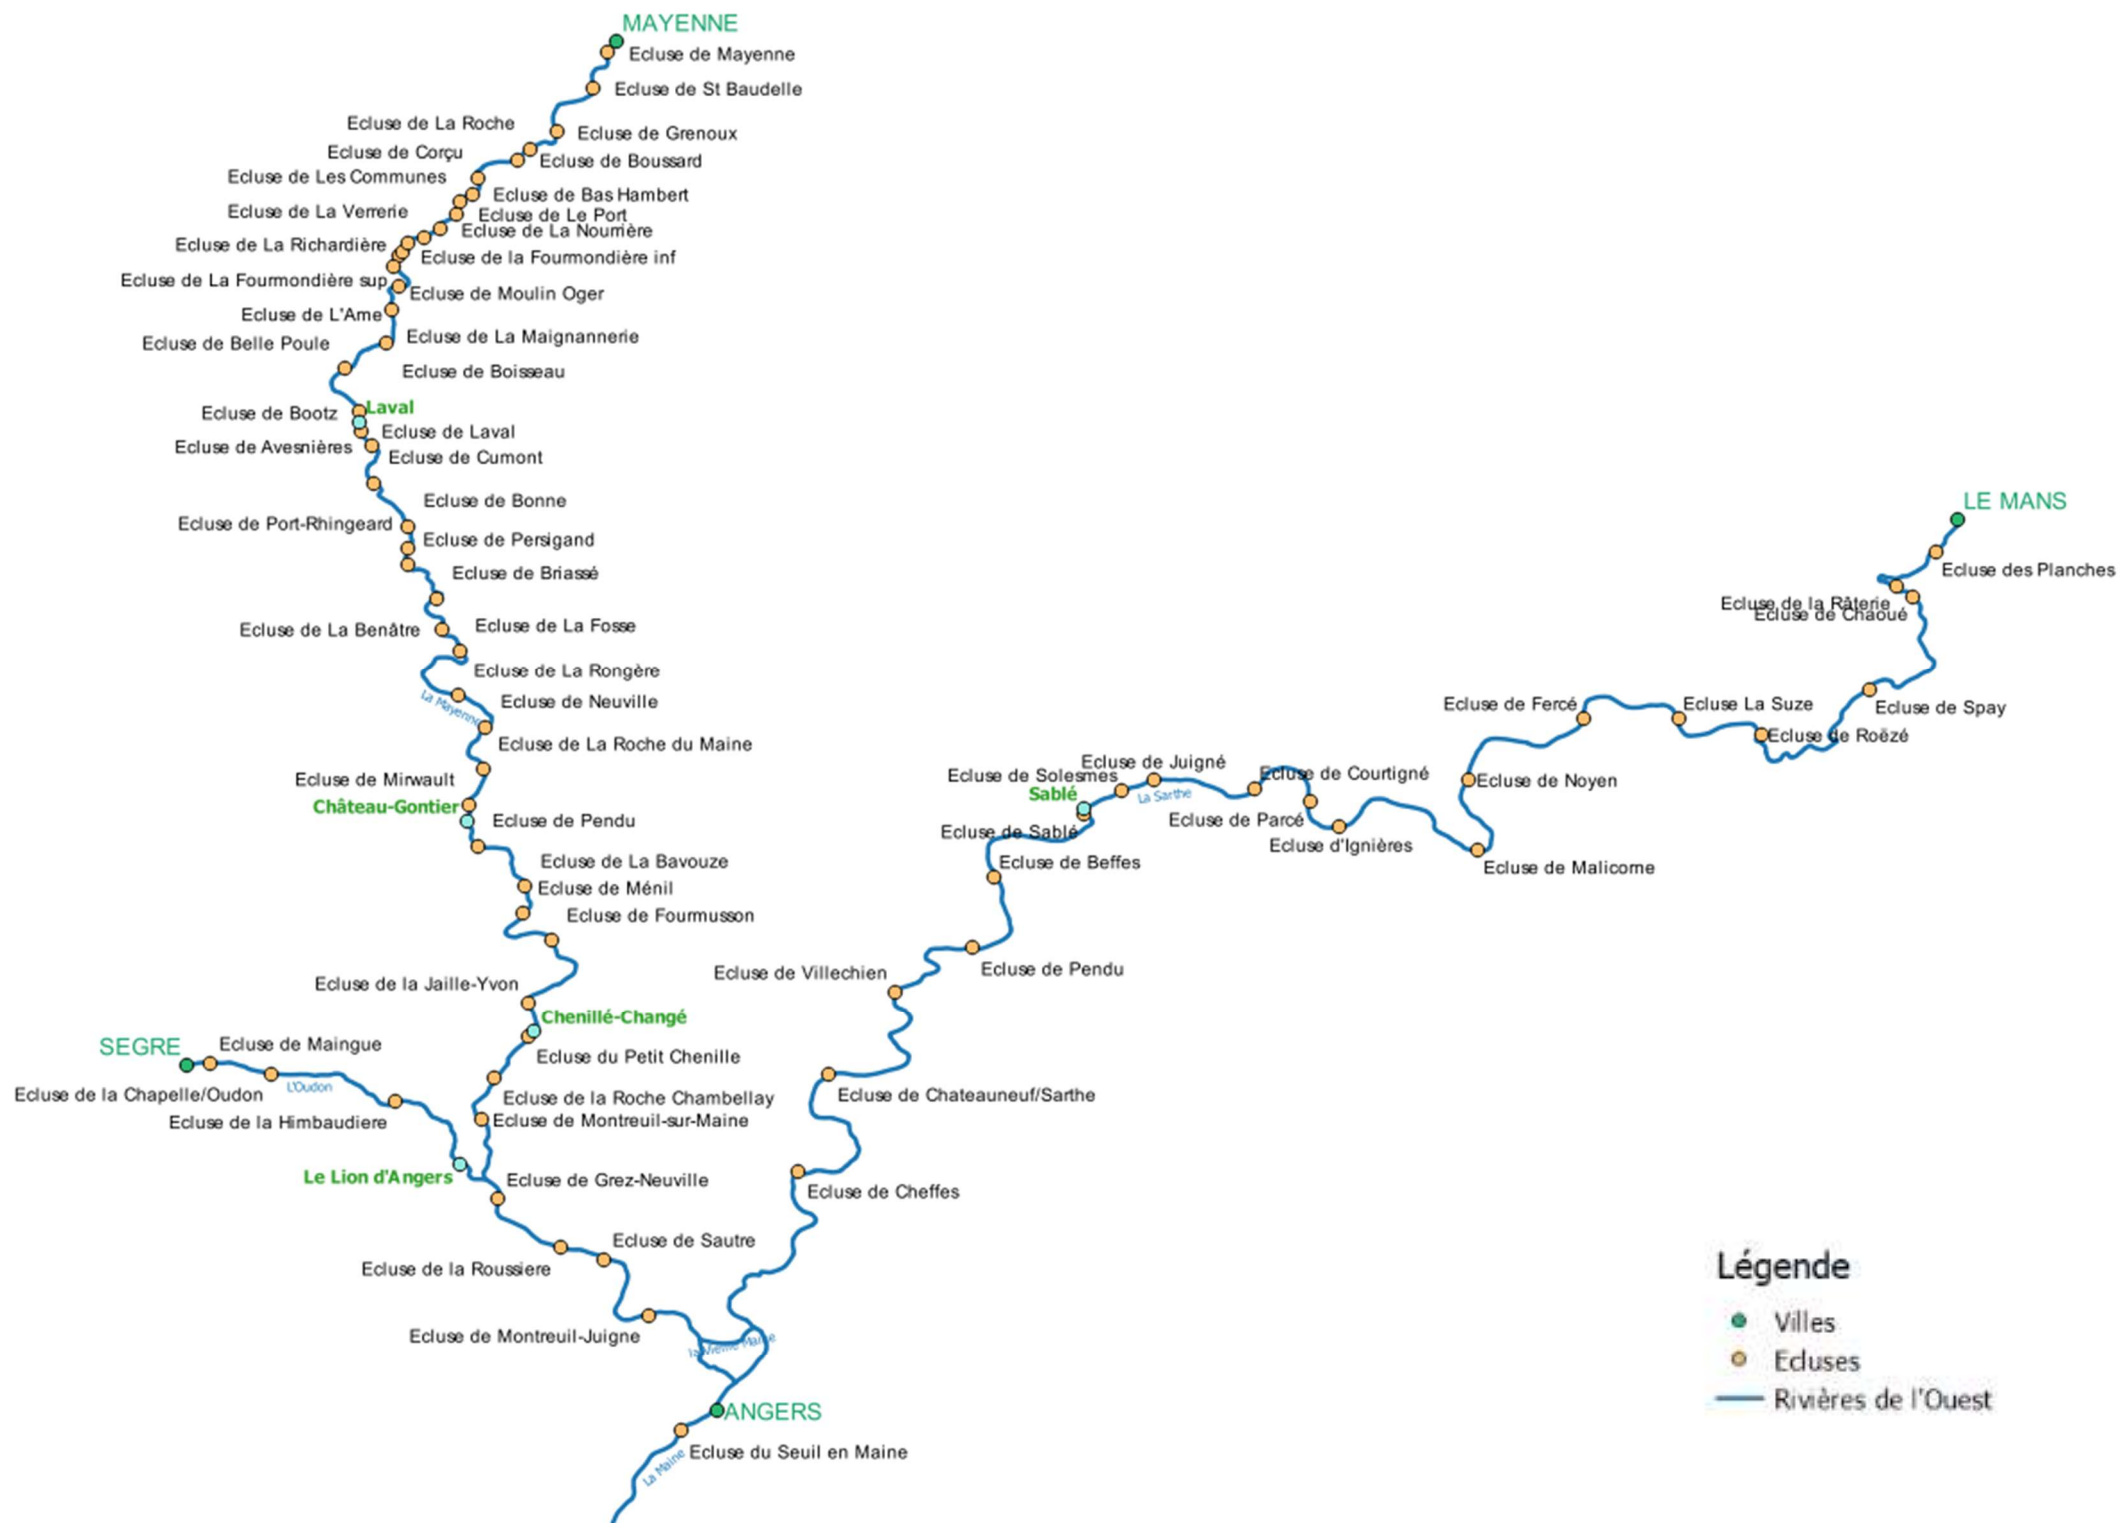 MAYENNE
Ecluse de Mayenne
Ecluse de St Baudelle
Ecluse de La Roche
Ecluse de Grenoux
Ecluse de Corçu
Ecluse de Boussard
Ecluse de Les Communes
Ecluse de Bas Hambert
Ecluse de La Verrerie
Ecluse de Le Port
Ecluse de La Nourrière
Ecluse de La Richardière
Ecluse de la Fourmondière inf
Ecluse de La Fourmondière sup
Ecluse de Moulin Oger
Ecluse de L'Ame
Ecluse de La Maignannerie
Ecluse de Belle Poule
Ecluse de Boisseau
Laval
Ecluse de Bootz
Ecluse de Laval
Ecluse de Avesnières
Ecluse de Cumont
Ecluse de Bonne
Ecluse de Port-Rhingeard
Ecluse de Persigand
Ecluse de Briassé
Ecluse de La Benâtre
Ecluse de La Fosse
Ecluse de La Rongère
La Mayenne
Ecluse de Neuville
Ecluse de La Roche du Maine
Ecluse de Mirwault
Château-Gontier
Ecluse de Pendu
Ecluse de La Bavouze
Ecluse de Ménil
Ecluse de Fourmusson
Ecluse de la Jaille-Yvon
Chenillé-Changé
Ecluse du Petit Chenille
SEGRE
Ecluse de Maingue
L'Oudon
Ecluse de la Chapelle/Oudon
Ecluse de la Himbaudiere
Ecluse de la Roche Chambellay
Ecluse de Montreuil-sur-Maine
Le Lion d'Angers
Ecluse de Grez-Neuville
Ecluse de Sautre
Ecluse de la Roussiere
Ecluse de Montreuil-Juigne
la Vieille Maine
ANGERS
Ecluse du Seuil en Maine
La Maine
LE MANS
Ecluse des Planches
Ecluse de la Râterie
Ecluse de Chaoué
Ecluse de Spay
Ecluse de Roëzé
Ecluse La Suze
Ecluse de Fercé
Ecluse de Noyen
Ecluse de Malicorne
Ecluse d'Ignières
Ecluse de Courtigné
Ecluse de Parcé
Ecluse de Juigné
La Sarthe
Ecluse de Solesmes
Sablé
Ecluse de Sablé
Ecluse de Beffes
Ecluse de Pendu
Ecluse de Villechien
Ecluse de Chateauneuf/Sarthe
Ecluse de Cheffes
Légende
Villes
Ecluses
Rivières de l'Ouest